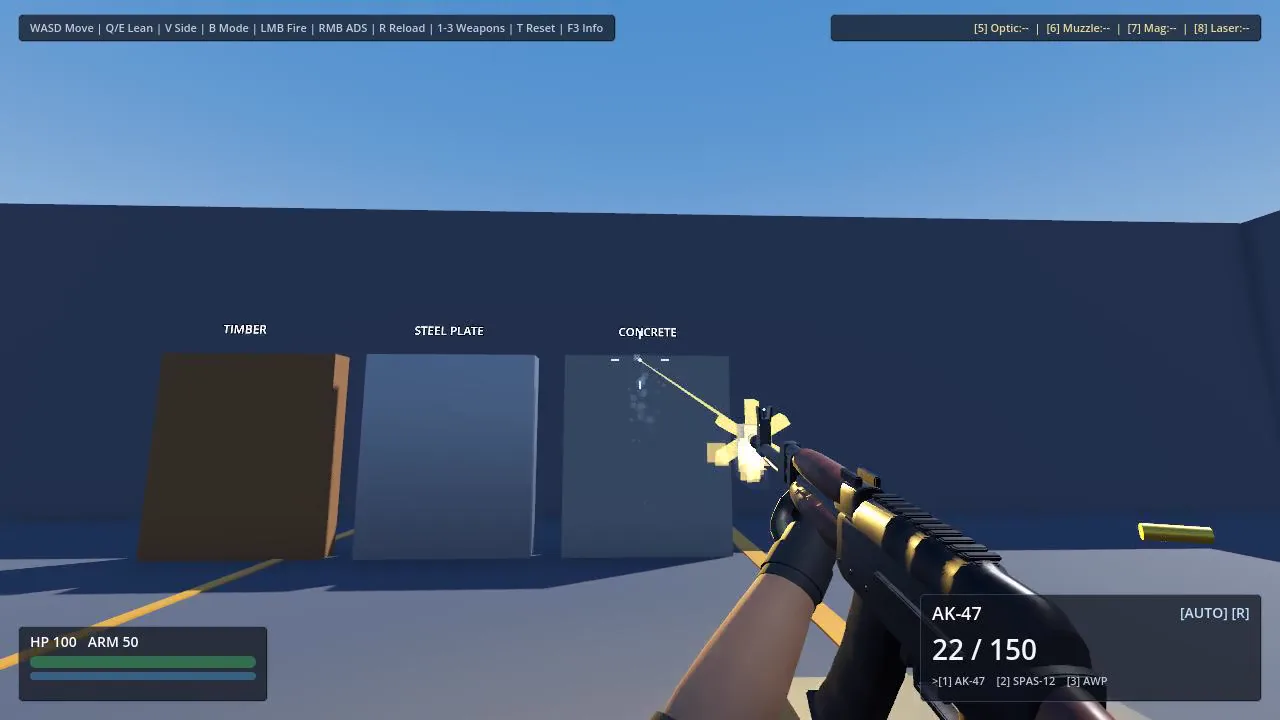 WASD Move | Q/E Lean | V Side | B Mode | LMB Fire | RMB ADS | R Reload | 1-3 Weapons | T Reset | F3 Info
[5] Optic:-- | [6] Muzzle:-- | [7] Mag:-- | [8] Laser:--
TIMBER
STEEL PLATE
CONCRETE
HP 100 ARM 50
AK-47 [AUTO] [R]
22 / 150
>[1] AK-47 [2] SPAS-12 [3] AWP